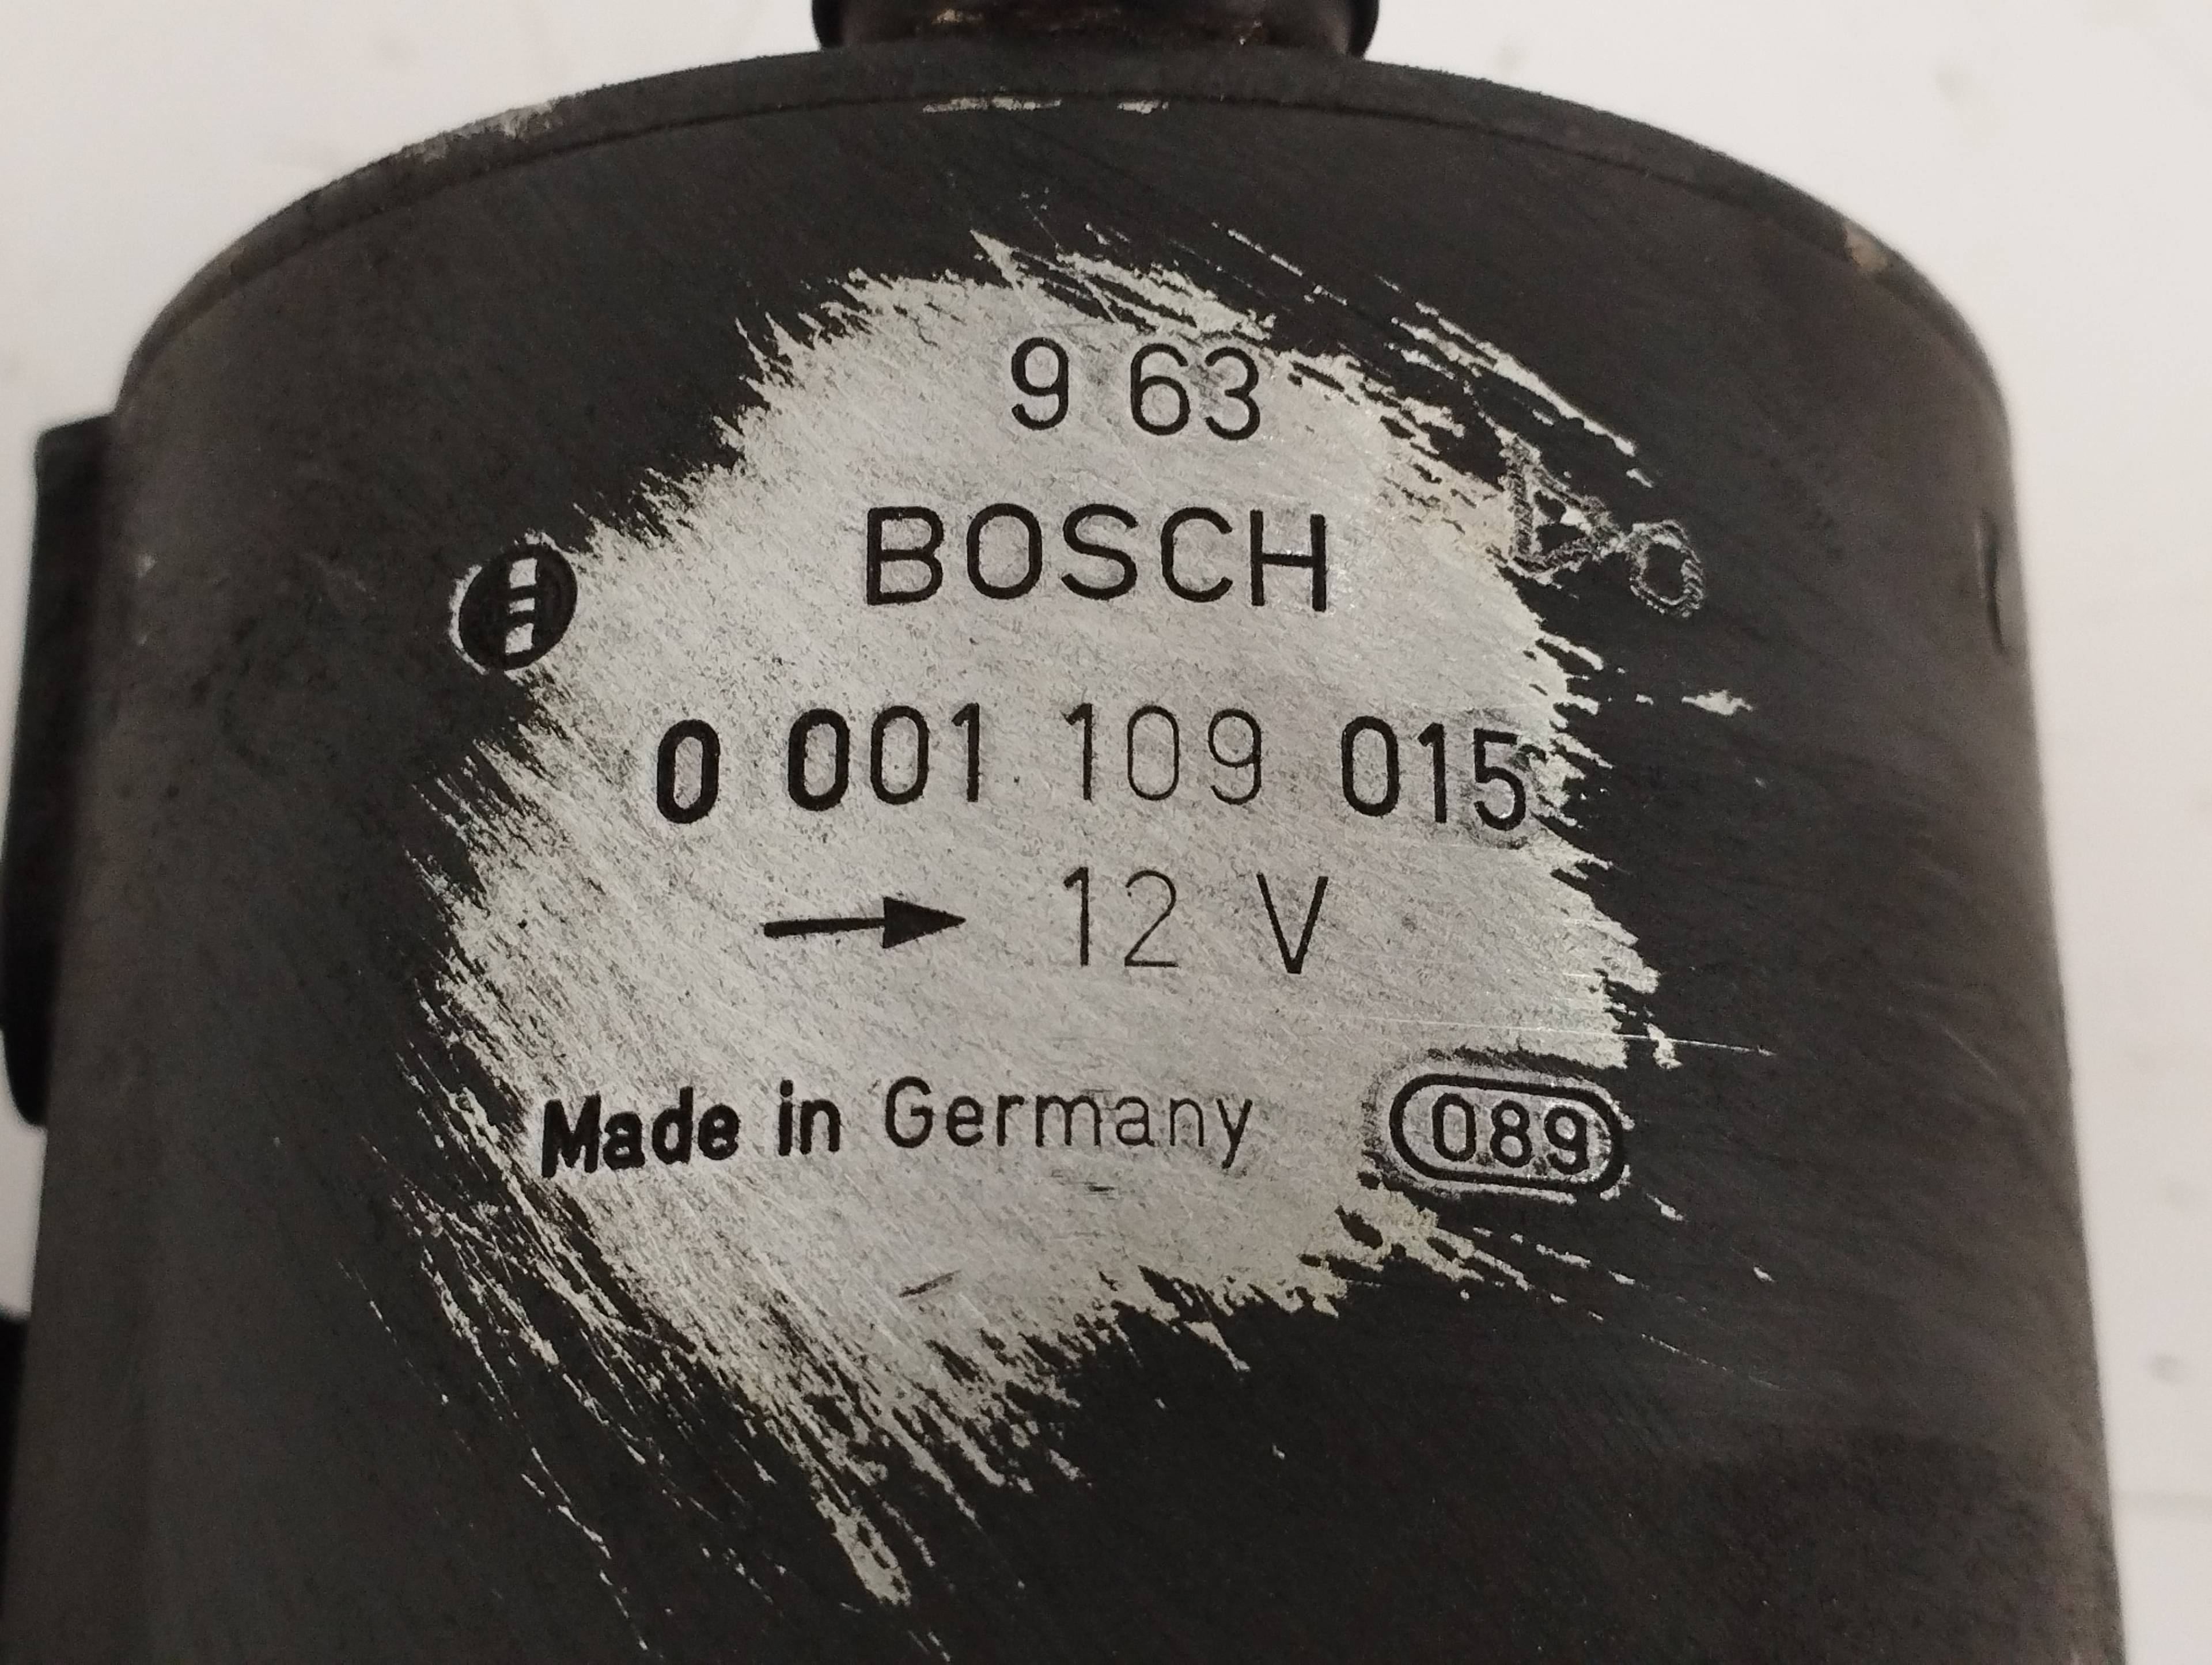 9 63
BOSCH
0 001 109 015
→ 12 V
Made in Germany 089